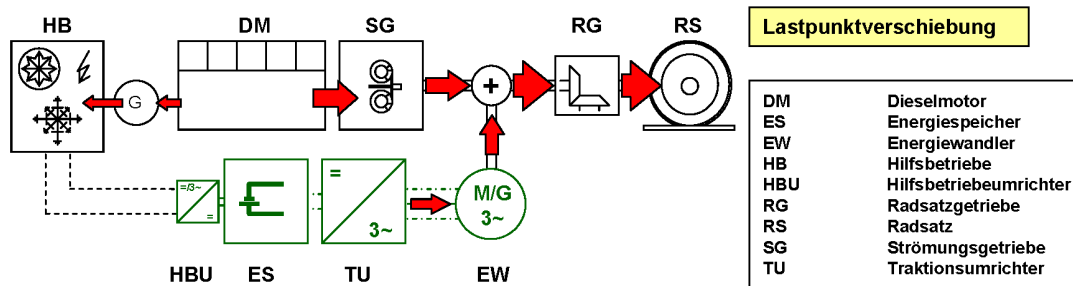 HB DM SG RG RS
Lastpunktverschiebung
G
+
=/3~
=
=
3~
M/G
3~
HBU ES TU EW
DM Dieselmotor
ES Energiespeicher
EW Energiewandler
HB Hilfsbetriebe
HBU Hilfsbetriebeumrichter
RG Radsatzgetriebe
RS Radsatz
SG Strömungsgetriebe
TU Traktionsumrichter